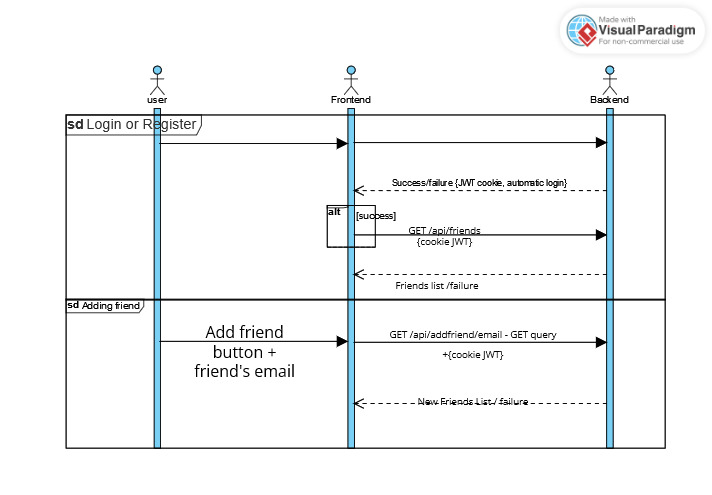 Made with
VisualParadigm
For non-commercial use
user
Frontend
Backend
sd Login or Register
Success/failure {JWT cookie, automatic login}
alt
[success]
GET /api/friends
{cookie JWT}
Friends list /failure
sd Adding friend
Add friend
button +
friend's email
GET /api/addfriend/email - GET query
+{cookie JWT}
New Friends List / failure